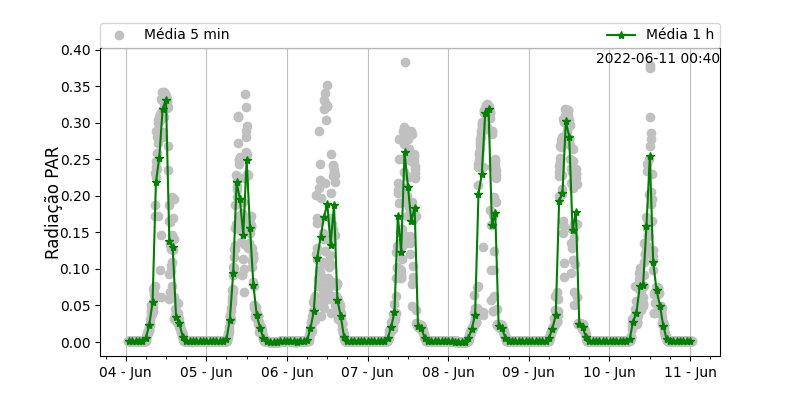 Média 5 min
Média 1 h
2022-06-11 00:40
Radiação PAR
0.40
0.35
0.30
0.25
0.20
0.15
0.10
0.05
0.00
04 - Jun
05 - Jun
06 - Jun
07 - Jun
08 - Jun
09 - Jun
10 - Jun
11 - Jun